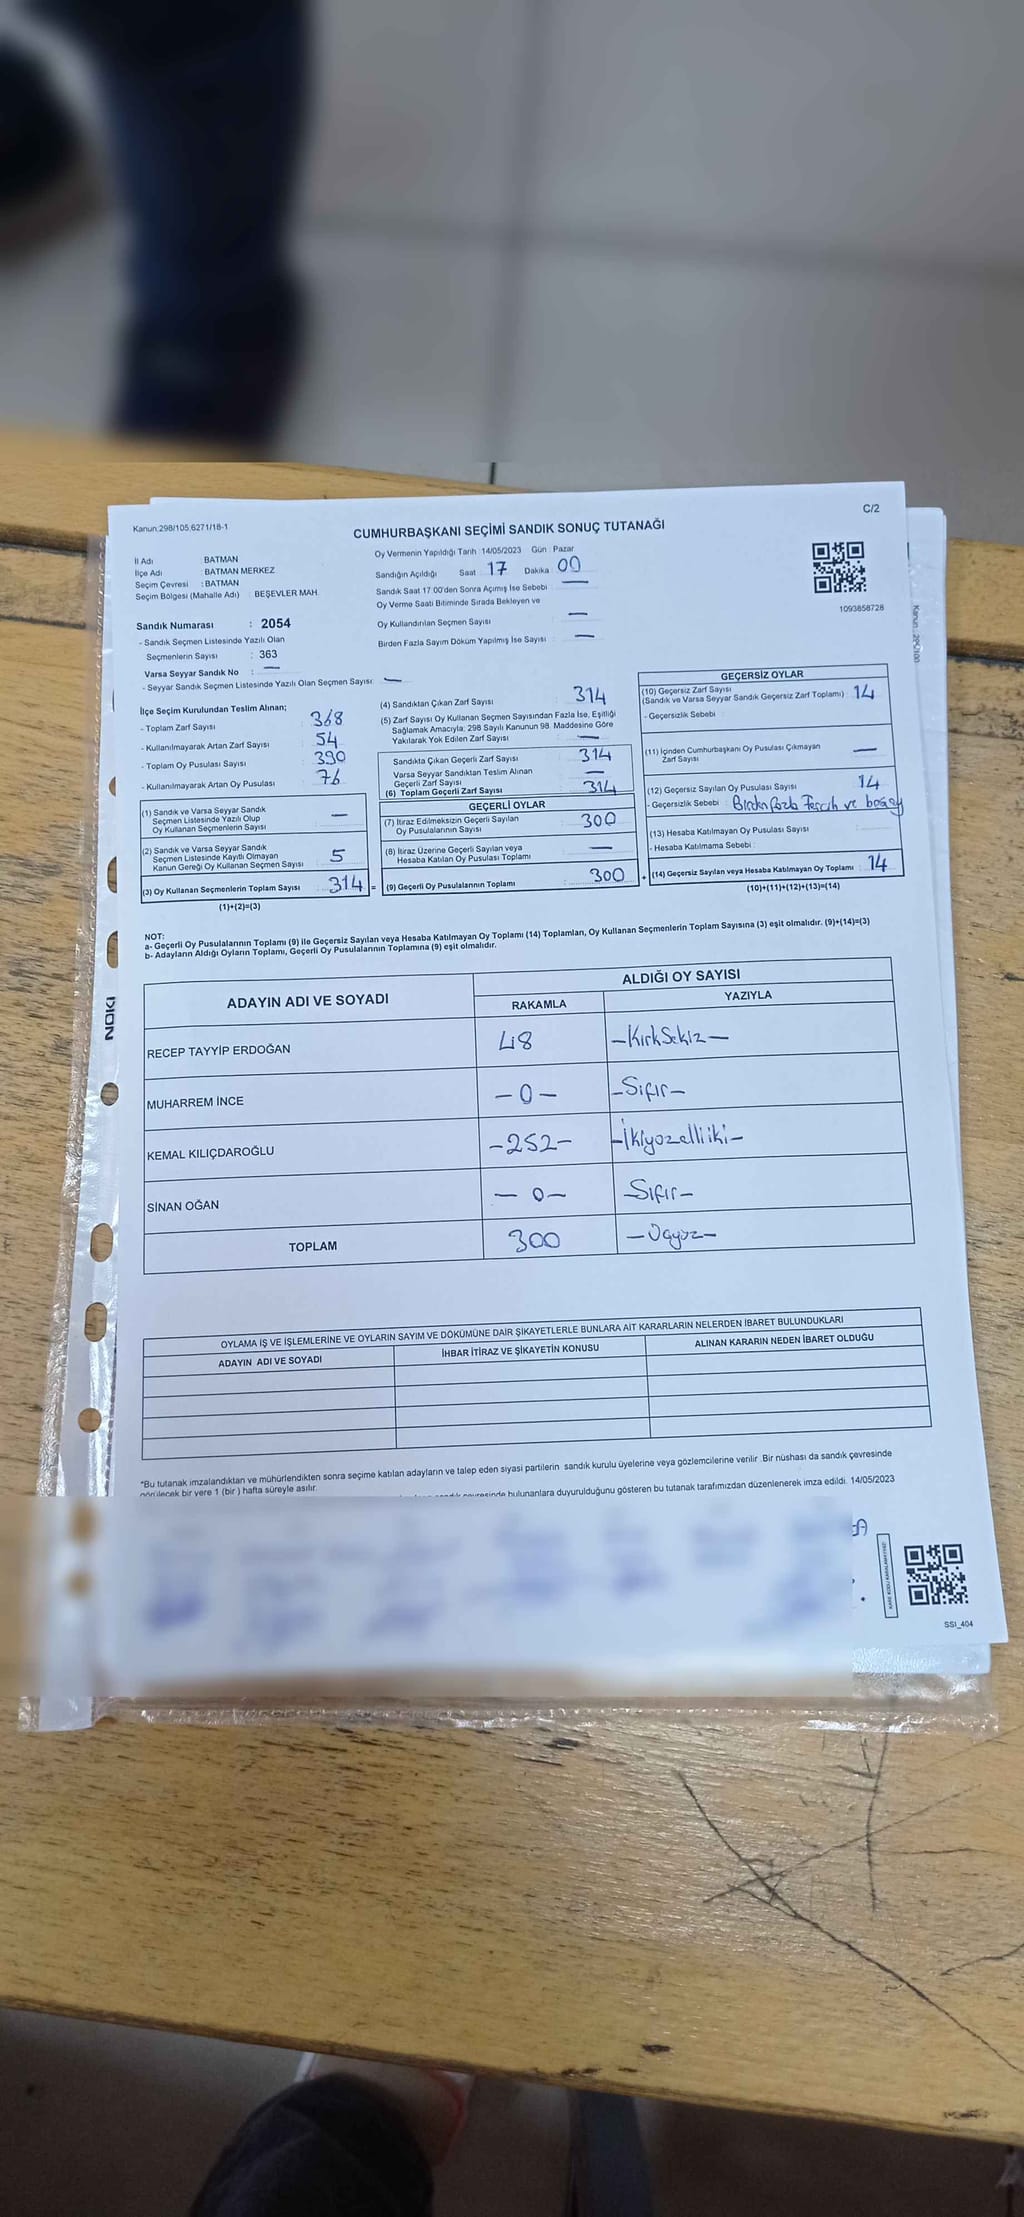 C/2
Kanun:298/105,6271/18-1
CUMHURBAŞKANI SEÇİMİ SANDIK SONUÇ TUTANAĞI
İl Adı BATMAN
İlçe Adı : BATMAN MERKEZ
Seçim Çevresi : BATMAN
Seçim Bölgesi (Mahalle Adı) BEŞEVLER MAH.
Sandık Numarası : 2054
- Sandık Seçmen Listesinde Yazılı Olan
Seçmenlerin Sayısı : 363
Varsa Seyyar Sandık No : —
- Seyyar Sandık Seçmen Listesinde Yazılı Olan Seçmen Sayısı: —
Oy Vermenin Yapıldığı Tarih :14/05/2023 Gün : Pazar
Sandığın Açıldığı Saat 17 Dakika 00
Sandık Saat 17:00'den Sonra Açımış İse Sebebi —
Oy Verme Saati Bitiminde Sırada Bekleyen ve
Oy Kullandırılan Seçmen Sayısı —
Birden Fazla Sayım Döküm Yapılmış İse Sayısı —
1093858728
İlçe Seçim Kurulundan Teslim Alınan;
- Toplam Zarf Sayısı 368
- Kullanılmayarak Artan Zarf Sayısı 54
- Toplam Oy Pusulası Sayısı 390
- Kullanılmayarak Artan Oy Pusulası 76
(1) Sandık ve Varsa Seyyar Sandık
Seçmen Listesinde Yazılı Olup
Oy Kullanan Seçmenlerin Sayısı —
(2) Sandık ve Varsa Seyyar Sandık
Seçmen Listesinde Kayıtlı Olmayan
Kanun Gereği Oy Kullanan Seçmen Sayısı 5
(3) Oy Kullanan Seçmenlerin Toplam Sayısı 314 =
(1)+(2)=(3)
(4) Sandıktan Çıkan Zarf Sayısı 314
(5) Zarf Sayısı Oy Kullanan Seçmen Sayısından Fazla İse, Eşitliği
Sağlamak Amacıyla, 298 Sayılı Kanunun 98. Maddesine Göre
Yakılarak Yok Edilen Zarf Sayısı —
Sandıkta Çıkan Geçerli Zarf Sayısı 314
Varsa Seyyar Sandıktan Teslim Alınan
Geçerli Zarf Sayısı —
(6) Toplam Geçerli Zarf Sayısı 314
GEÇERLİ OYLAR
(7) İtiraz Edilmeksizin Geçerli Sayılan
Oy Pusulalarının Sayısı 300
(8) İtiraz Üzerine Geçerli Sayılan veya
Hesaba Katılan Oy Pusulası Toplamı —
(9) Geçerli Oy Pusulalarının Toplamı 300 +
GEÇERSİZ OYLAR
(10) Geçersiz Zarf Sayısı
(Sandık ve Varsa Seyyar Sandık Geçersiz Zarf Toplamı) 14
- Geçersizlik Sebebi :
(11) İçinden Cumhurbaşkanı Oy Pusulası Çıkmayan
Zarf Sayısı —
(12) Geçersiz Sayılan Oy Pusulası Sayısı 14
- Geçersizlik Sebebi : Birden fazla Tercih ve boş oy
(13) Hesaba Katılmayan Oy Pusulası Sayısı
- Hesaba Katılmama Sebebi :
(14) Geçersiz Sayılan veya Hesaba Katılmayan Oy Toplamı : 14
(10)+(11)+(12)+(13)=(14)
NOT:
a- Geçerli Oy Pusulalarının Toplamı (9) ile Geçersiz Sayılan veya Hesaba Katılmayan Oy Toplamı (14) Toplamları, Oy Kullanan Seçmenlerin Toplam Sayısına (3) eşit olmalıdır. (9)+(14)=(3)
b- Adayların Aldığı Oyların Toplamı, Geçerli Oy Pusulalarının Toplamına (9) eşit olmalıdır.
ADAYIN ADI VE SOYADI
ALDIĞI OY SAYISI
RAKAMLA YAZIYLA
RECEP TAYYİP ERDOĞAN 48 -KırkSekiz-
MUHARREM İNCE -0- -Sıfır-
KEMAL KILIÇDAROĞLU -252- -İkiyüzelliiki-
SİNAN OĞAN -0- -Sıfır-
TOPLAM 300 -Üçyüz-
OYLAMA İŞ VE İŞLEMLERİNE VE OYLARIN SAYIM VE DÖKÜMÜNE DAİR ŞİKAYETLERLE BUNLARA AİT KARARLARIN NELERDEN İBARET BULUNDUKLARI
ADAYIN ADI VE SOYADI İHBAR İTİRAZ VE ŞİKAYETİN KONUSU ALINAN KARARIN NEDEN İBARET OLDUĞU
*Bu tutanak imzalandıktan ve mühürlendikten sonra seçime katılan adayların ve talep eden siyasi partilerin sandık kurulu üyelerine veya gözlemcilerine verilir .Bir nüshası da sandık çevresinde
görülecek bir yere 1 (bir ) hafta süreyle asılır.
bulunanlara duyurulduğunu gösteren bu tutanak tarafımızdan düzenlenerek imza edildi. 14/05/2023
SSI_404
NOKI